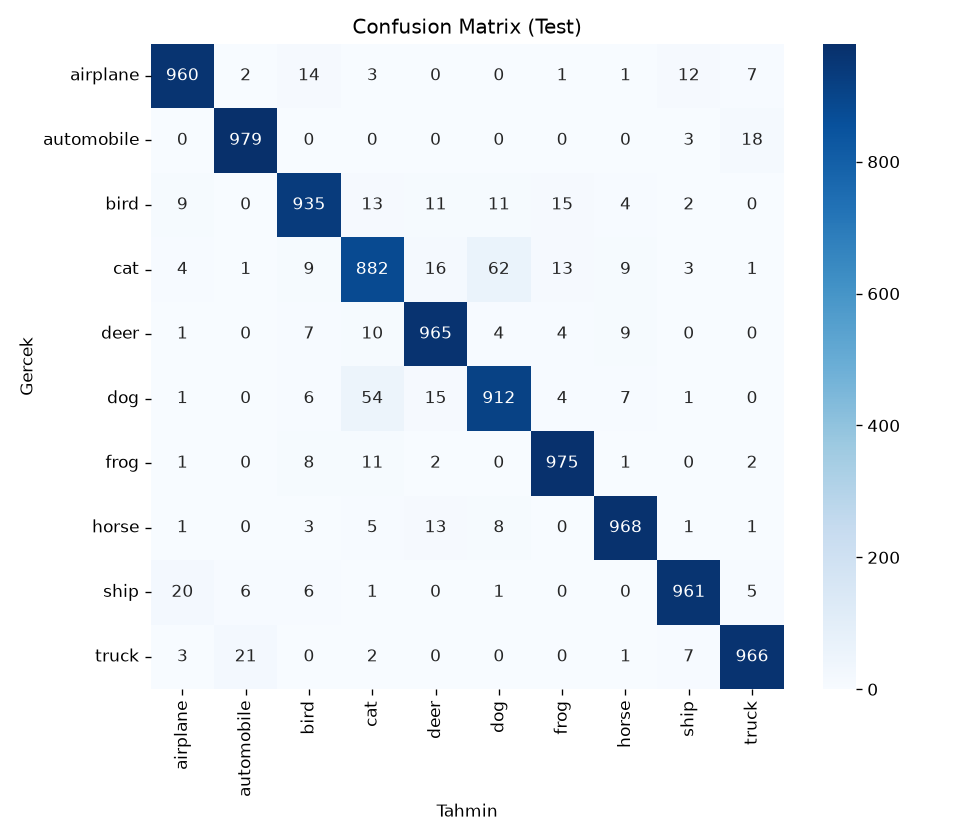 Confusion Matrix (Test)
airplane 960 2 14 3 0 0 1 1 12 7
automobile 0 979 0 0 0 0 0 0 3 18
bird 9 0 935 13 11 11 15 4 2 0
cat 4 1 9 882 16 62 13 9 3 1
deer 1 0 7 10 965 4 4 9 0 0
dog 1 0 6 54 15 912 4 7 1 0
frog 1 0 8 11 2 0 975 1 0 2
horse 1 0 3 5 13 8 0 968 1 1
ship 20 6 6 1 0 1 0 0 961 5
truck 3 21 0 2 0 0 0 1 7 966
airplane automobile bird cat deer dog frog horse ship truck
Gercek
Tahmin
800
600
400
200
0